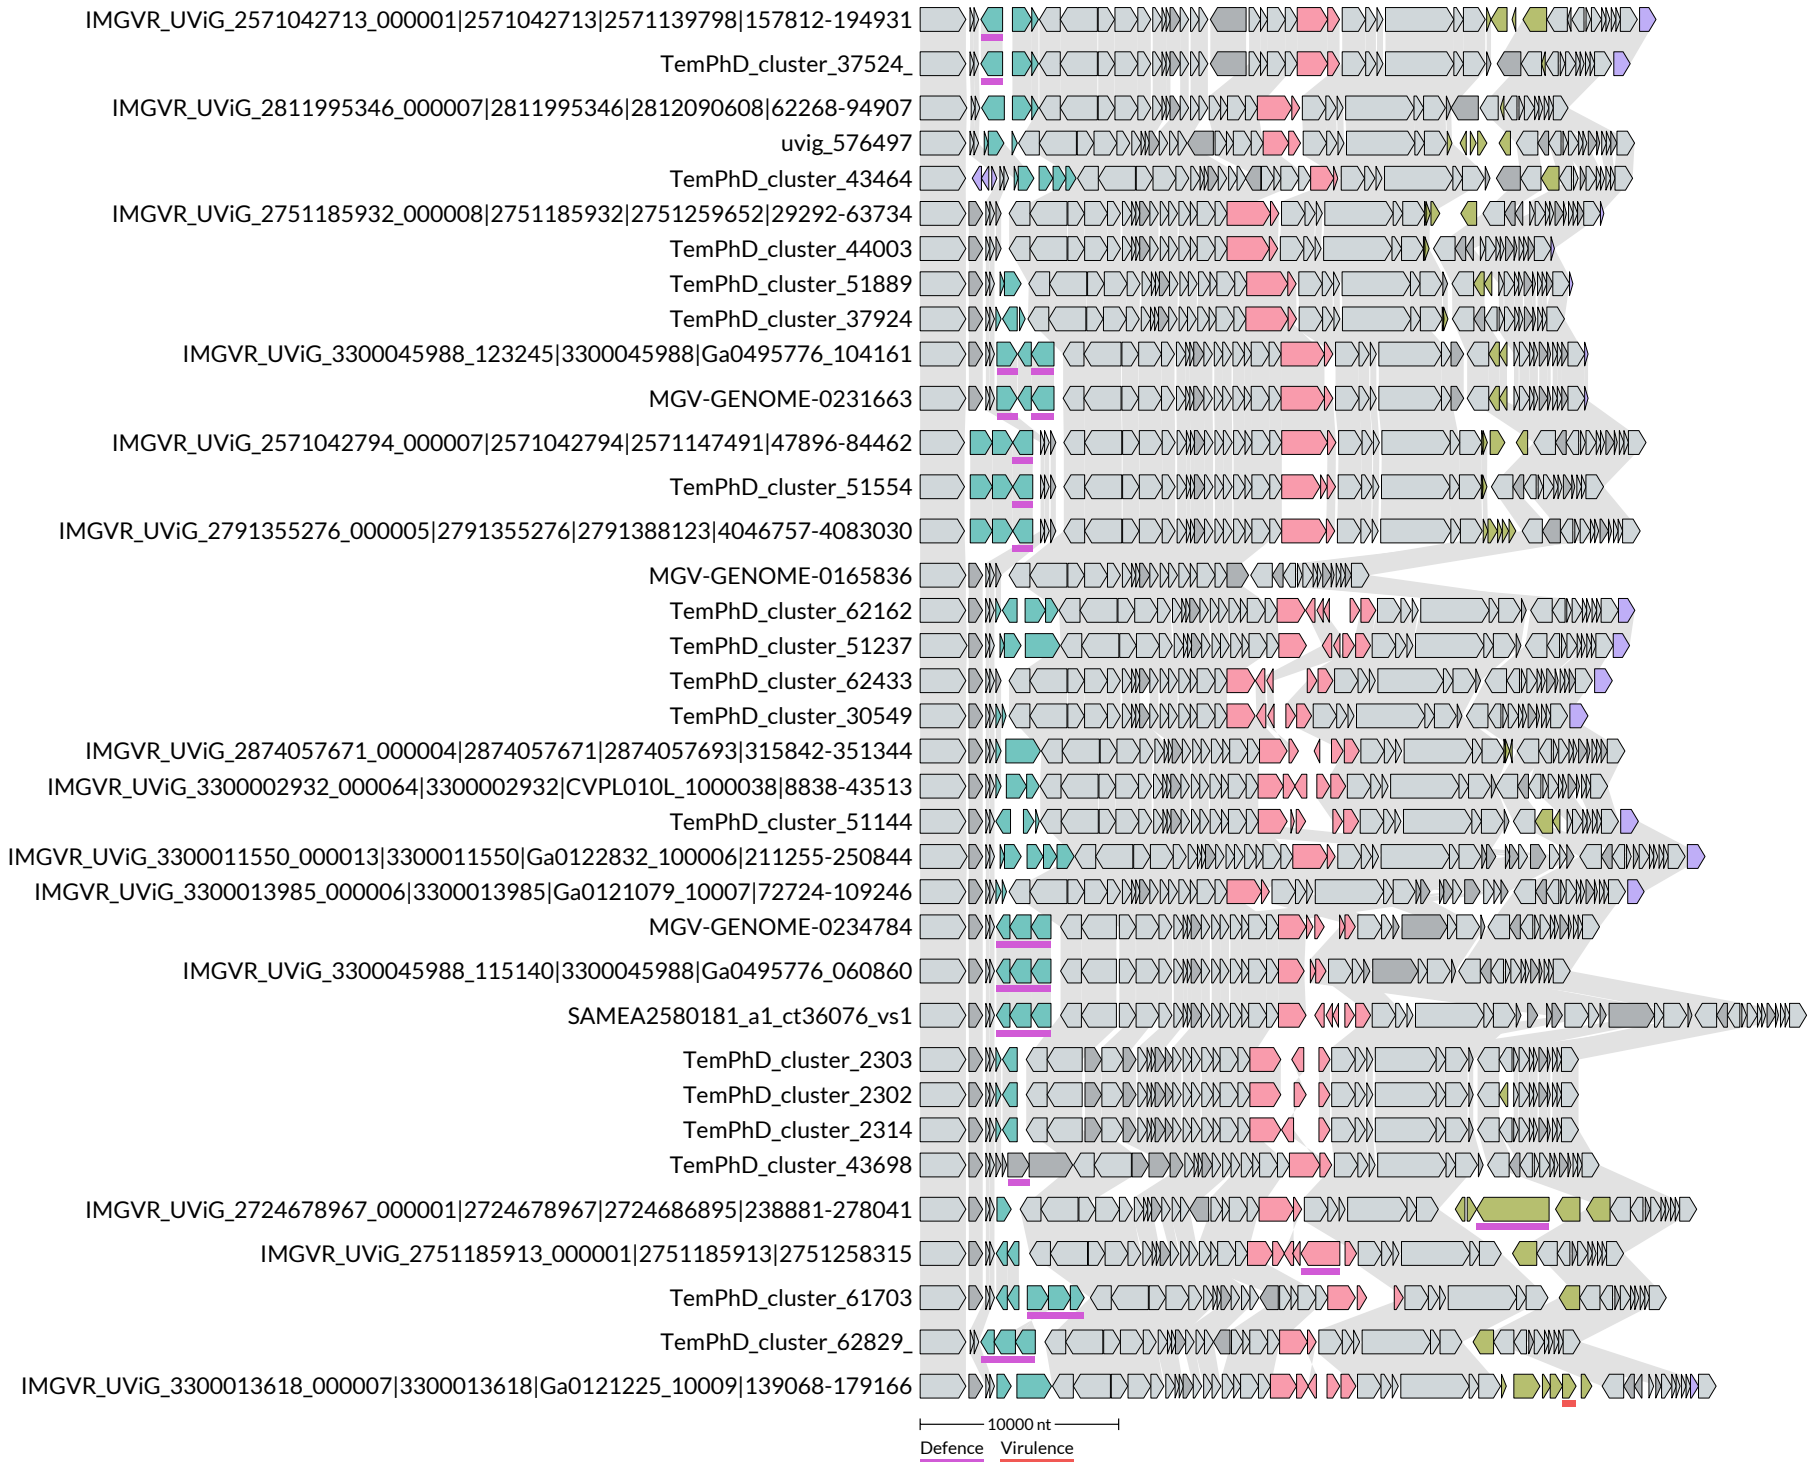 IMGVR_UViG_2571042713_000001|2571042713|2571139798|157812-194931
TemPhD_cluster_37524_
IMGVR_UViG_2811995346_000007|2811995346|2812090608|62268-94907
uvig_576497
TemPhD_cluster_43464
IMGVR_UViG_2751185932_000008|2751185932|2751259652|29292-63734
TemPhD_cluster_44003
TemPhD_cluster_51889
TemPhD_cluster_37924
IMGVR_UViG_3300045988_123245|3300045988|Ga0495776_104161
MGV-GENOME-0231663
IMGVR_UViG_2571042794_000007|2571042794|2571147491|47896-84462
TemPhD_cluster_51554
IMGVR_UViG_2791355276_000005|2791355276|2791388123|4046757-4083030
MGV-GENOME-0165836
TemPhD_cluster_62162
TemPhD_cluster_51237
TemPhD_cluster_62433
TemPhD_cluster_30549
IMGVR_UViG_2874057671_000004|2874057671|2874057693|315842-351344
IMGVR_UViG_3300002932_000064|3300002932|CVPL010L_1000038|8838-43513
TemPhD_cluster_51144
IMGVR_UViG_3300011550_000013|3300011550|Ga0122832_100006|211255-250844
IMGVR_UViG_3300013985_000006|3300013985|Ga0121079_10007|72724-109246
MGV-GENOME-0234784
IMGVR_UViG_3300045988_115140|3300045988|Ga0495776_060860
SAMEA2580181_a1_ct36076_vs1
TemPhD_cluster_2303
TemPhD_cluster_2302
TemPhD_cluster_2314
TemPhD_cluster_43698
IMGVR_UViG_2724678967_000001|2724678967|2724686895|238881-278041
IMGVR_UViG_2751185913_000001|2751185913|2751258315
TemPhD_cluster_61703
TemPhD_cluster_62829_
IMGVR_UViG_3300013618_000007|3300013618|Ga0121225_10009|139068-179166
10000 nt
Defence Virulence